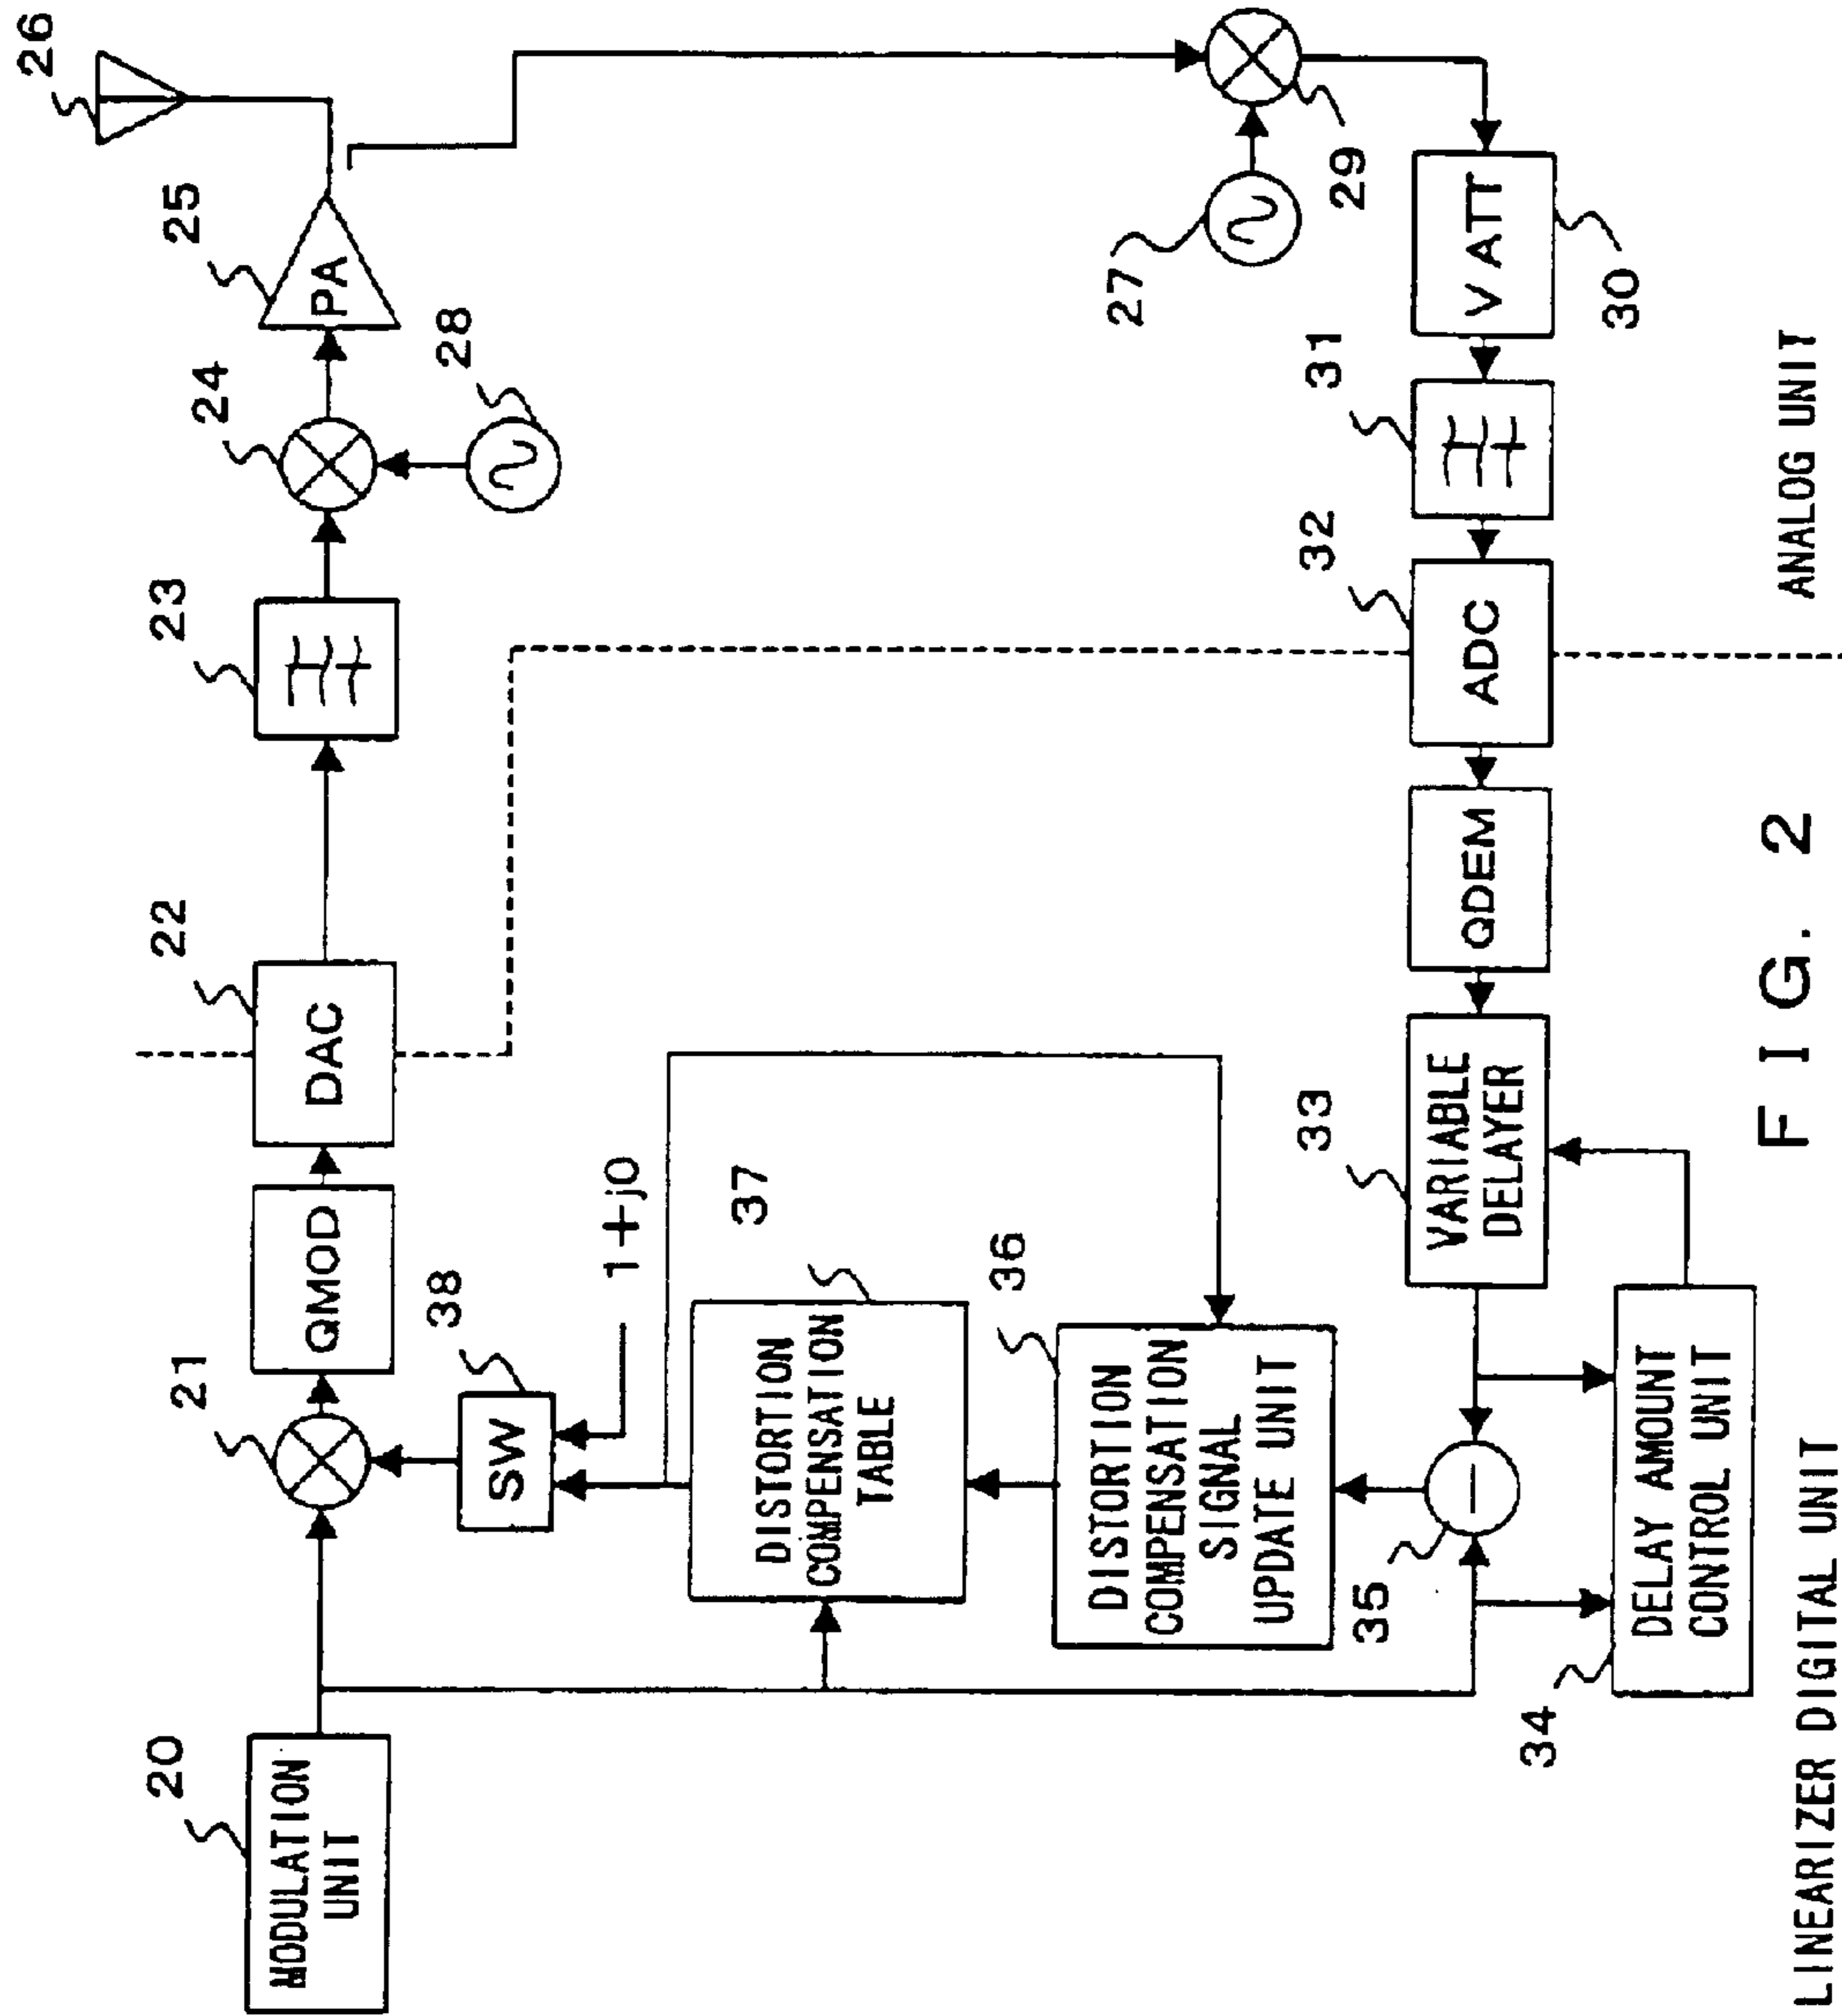 20
MODULATION
UNIT
21
QMOD
22
DAC
23
24
25
PA
26
28
38
SW
1+j0
37
DISTORTION
COMPENSATION
TABLE
36
DISTORTION
COMPENSATION
SIGNAL
UPDATE UNIT
27
29
V ATT
30
31
32
ADC
QDEM
33
VARIABLE
DELAYER
35
—
34
DELAY AMOUNT
CONTROL UNIT
LINEARIZER DIGITAL UNIT
ANALOG UNIT
FIG. 2